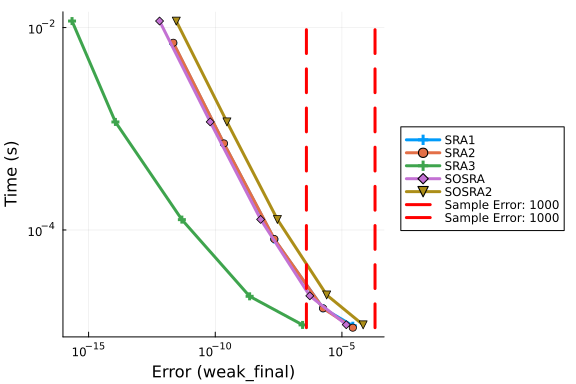 10⁻²
10⁻⁴
Time (s)
10⁻¹⁵
10⁻¹⁰
10⁻⁵
Error (weak_final)
SRA1
SRA2
SRA3
SOSRA
SOSRA2
Sample Error: 1000
Sample Error: 1000